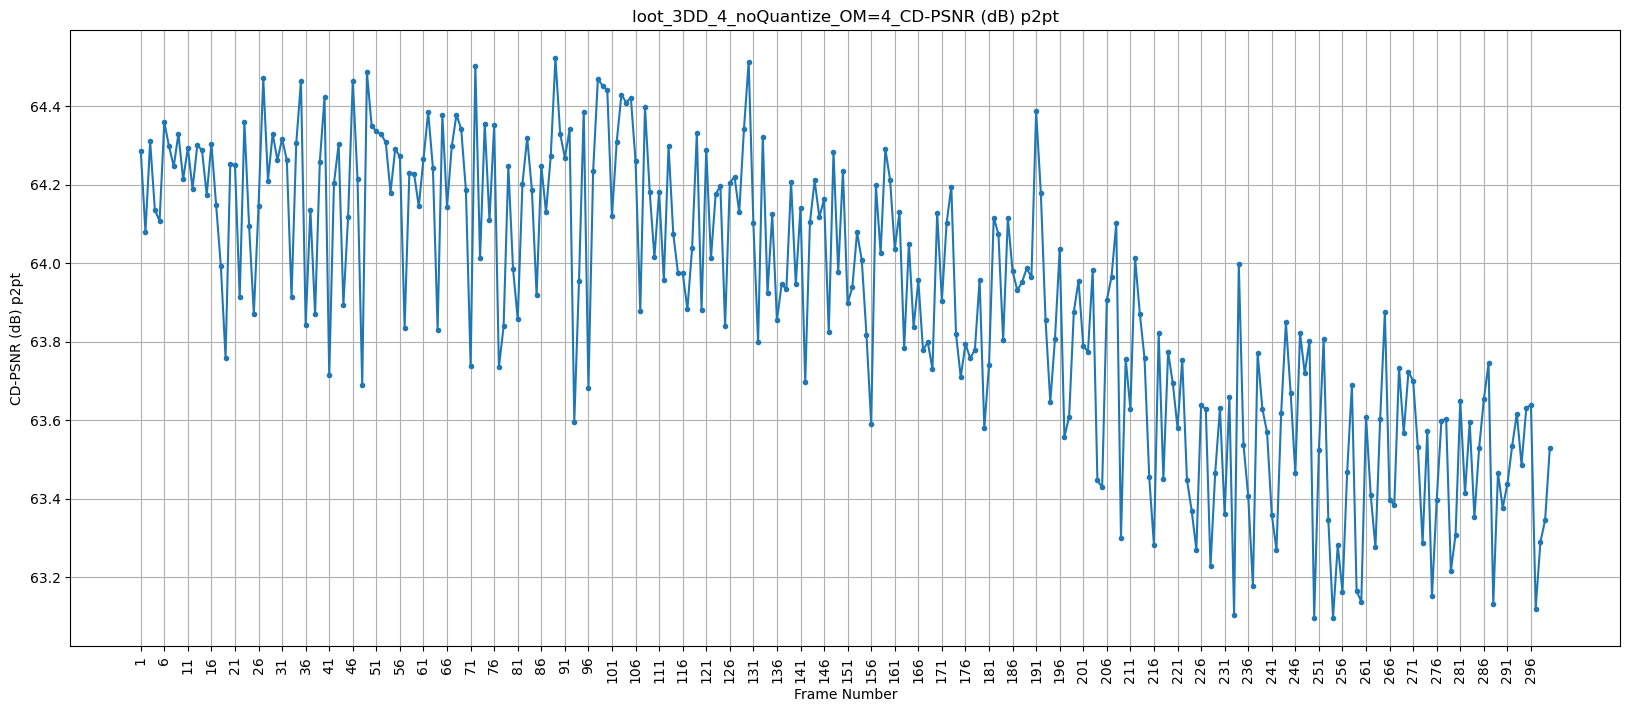 loot_3DD_4_noQuantize_OM=4_CD-PSNR (dB) p2pt
CD-PSNR (dB) p2pt
64.4
64.2
64.0
63.8
63.6
63.4
63.2
1 6 11 16 21 26 31 36 41 46 51 56 61 66 71 76 81 86 91 96 101 106 111 116 121 126 131 136 141 146 151 156 161 166 171 176 181 186 191 196 201 206 211 216 221 226 231 236 241 246 251 256 261 266 271 276 281 286 291 296
Frame Number